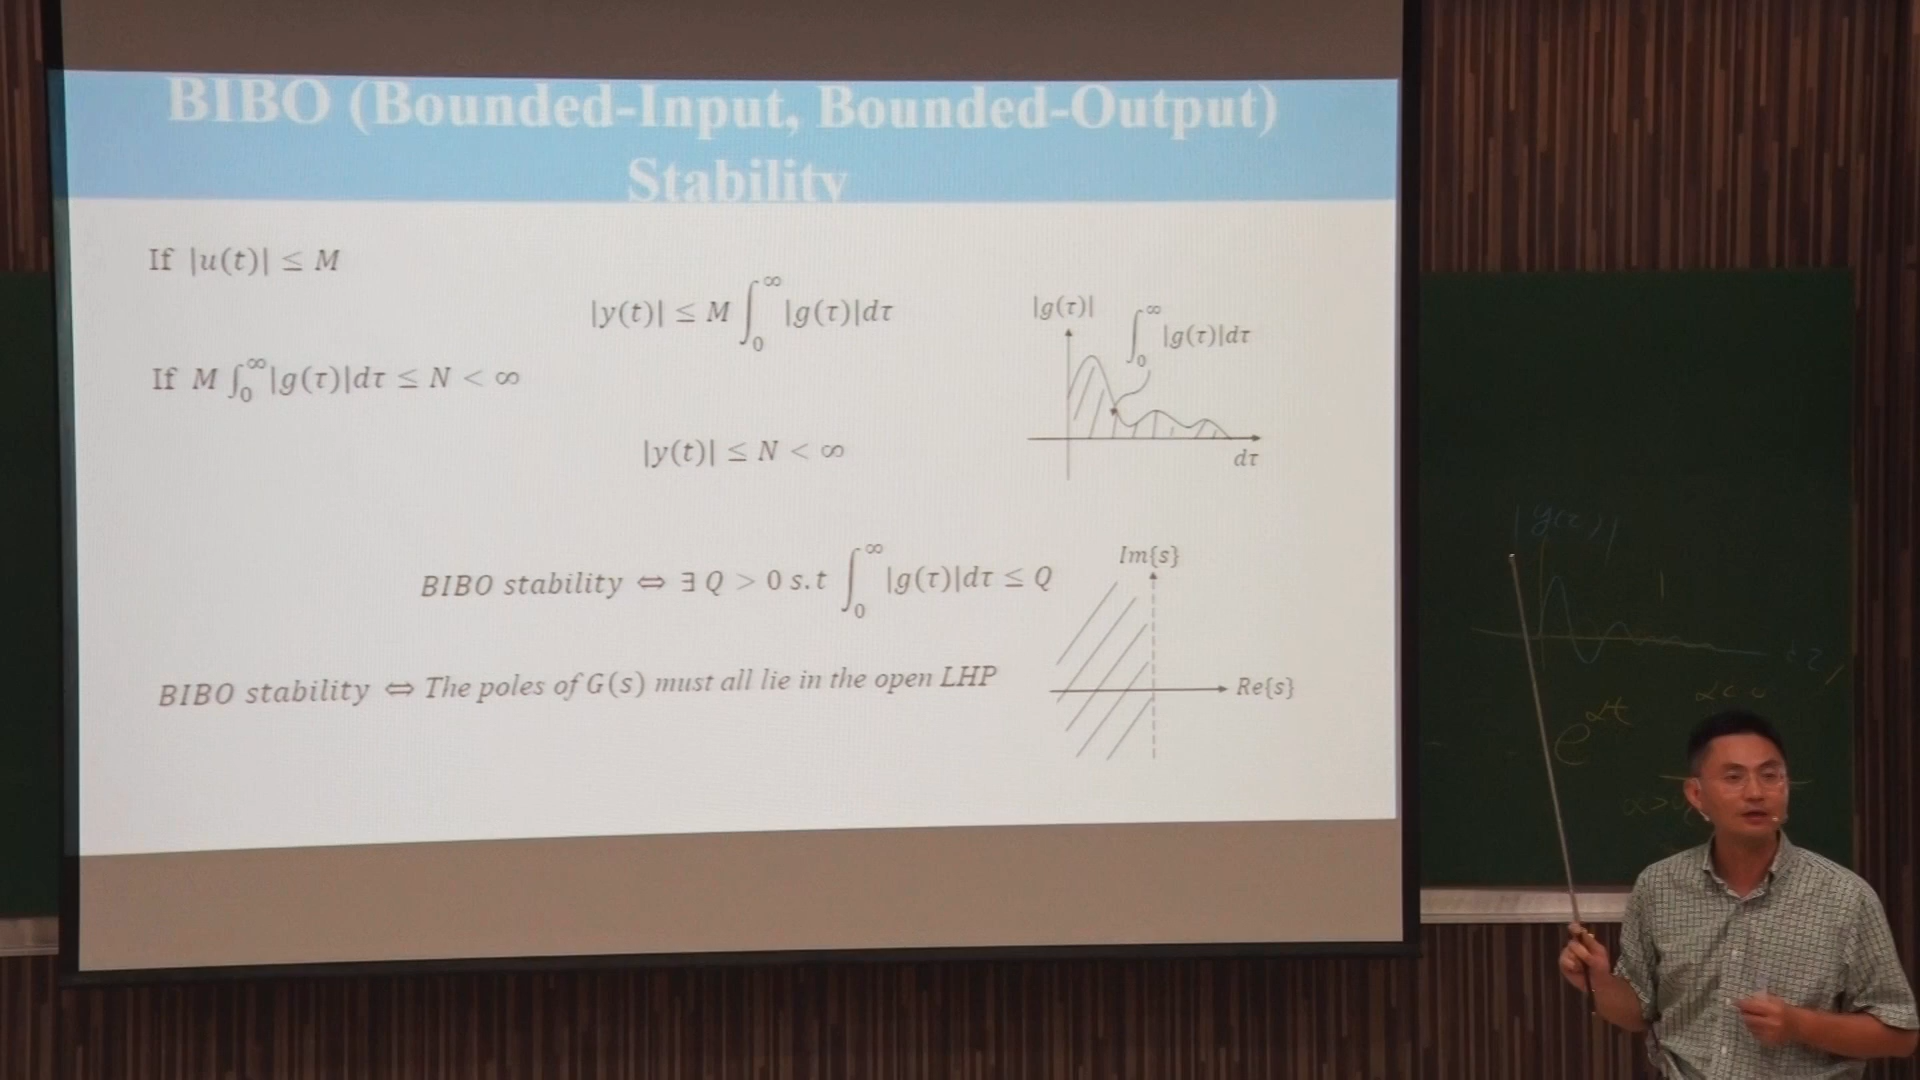 BIBO (Bounded-Input, Bounded-Output)
Stability
If |u(t)| ≤ M
|y(t)| ≤ M ∫₀^∞ |g(τ)|dτ
If M ∫₀^∞ |g(τ)|dτ ≤ N < ∞
|y(t)| ≤ N < ∞
|g(τ)|
∫₀^∞ |g(τ)|dτ
dτ
BIBO stability ⇔ ∃ Q > 0 s.t ∫₀^∞ |g(τ)|dτ ≤ Q
BIBO stability ⇔ The poles of G(s) must all lie in the open LHP
Im{s}
Re{s}
e^αt